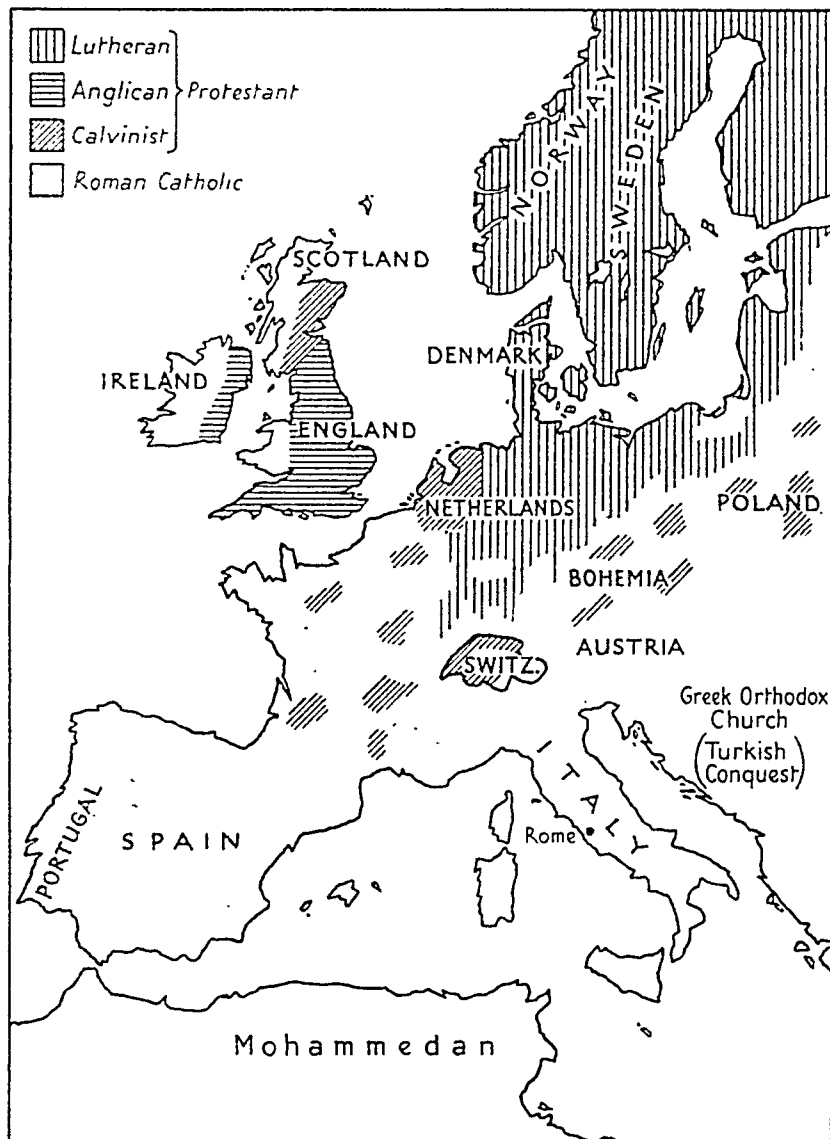 Lutheran
Anglican
Protestant
Calvinist
Roman Catholic
NORWAY
SWEDEN
SCOTLAND
DENMARK
IRELAND
ENGLAND
NETHERLANDS
POLAND
BOHEMIA
AUSTRIA
SWITZ.
Greek Orthodox
Church
(Turkish
Conquest)
ITALY
PORTUGAL
SPAIN
Rome
Mohammedan